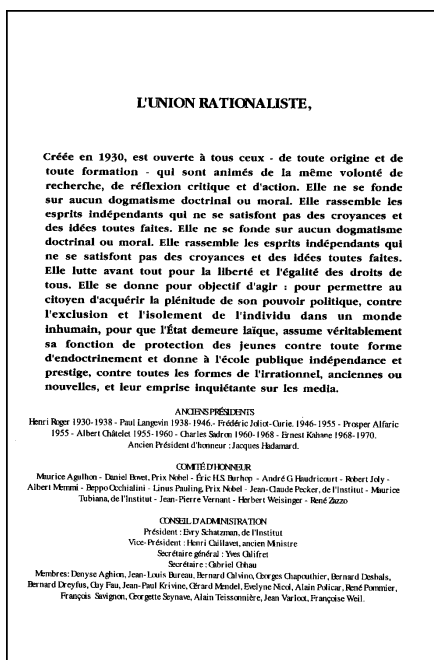 L'UNION RATIONALISTE,
Créée en 1930, est ouverte à tous ceux - de toute origine et de
toute formation - qui sont animés de la même volonté de
recherche, de réflexion critique et d'action. Elle ne se fonde
sur aucun dogmatisme doctrinal ou moral. Elle rassemble les
esprits indépendants qui ne se satisfont pas des croyances et
des idées toutes faites. Elle ne se fonde sur aucun dogmatisme
doctrinal ou moral. Elle rassemble les esprits indépendants qui
ne se satisfont pas des croyances et des idées toutes faites.
Elle lutte avant tout pour la liberté et l'égalité des droits de
tous. Elle se donne pour objectif d'agir : pour permettre au
citoyen d'acquérir la plénitude de son pouvoir politique, contre
l'exclusion et l'isolement de l'individu dans un monde
inhumain, pour que l'État demeure laïque, assume véritablement
sa fonction de protection des jeunes contre toute forme
d'endoctrinement et donne à l'école publique indépendance et
prestige, contre toutes les formes de l'irrationnel, anciennes ou
nouvelles, et leur emprise inquiétante sur les media.
ANCIENS PRÉSIDENTS
Henri Roger 1930-1938 - Paul Langevin 1938-1946.- Frédéric Joliot-Curie. 1946-1955 - Prosper Alfaric
1955 - Albert Châtelet 1955-1960 - Charles Sadron 1960-1968 - Ernest Kahane 1968-1970.
Ancien Président d'honneur : Jacques Hadamard.
COMITÉ D'HONNEUR
Maurice Agulhon - Daniel Bovet, Prix Nobel - Éric H.S. Burhop - André G Haudricourt - Robert Joly -
Albert Memmi - Beppo Occhialini - Linus Pauling, Prix Nobel - Jean-Claude Pecker, de l'Institut - Maurice
Tubiana, de l'Institut - Jean-Pierre Vernant - Herbert Weisinger - René Zazzo
CONSEIL D'ADMINISTRATION
Président : Evry Schatzman, de l'Institut
Vice-Président : Henri Caillavet, ancien Ministre
Secrétaire général : Yves Galifret
Secrétaire : Gabriel Gohau
Membres: Denyse Aghion, Jean-Louis Bureau, Bernard Calvino, Georges Chapouthier, Bernard Deshals,
Bernard Dreyfus, Guy Fau, Jean-Paul Krivine, Gérard Mendel, Evelyne Nicol, Alain Policar, René Pommier,
François Savignon, Georgette Seynave, Alain Teissonnière, Jean Varloot, Françoise Weil.